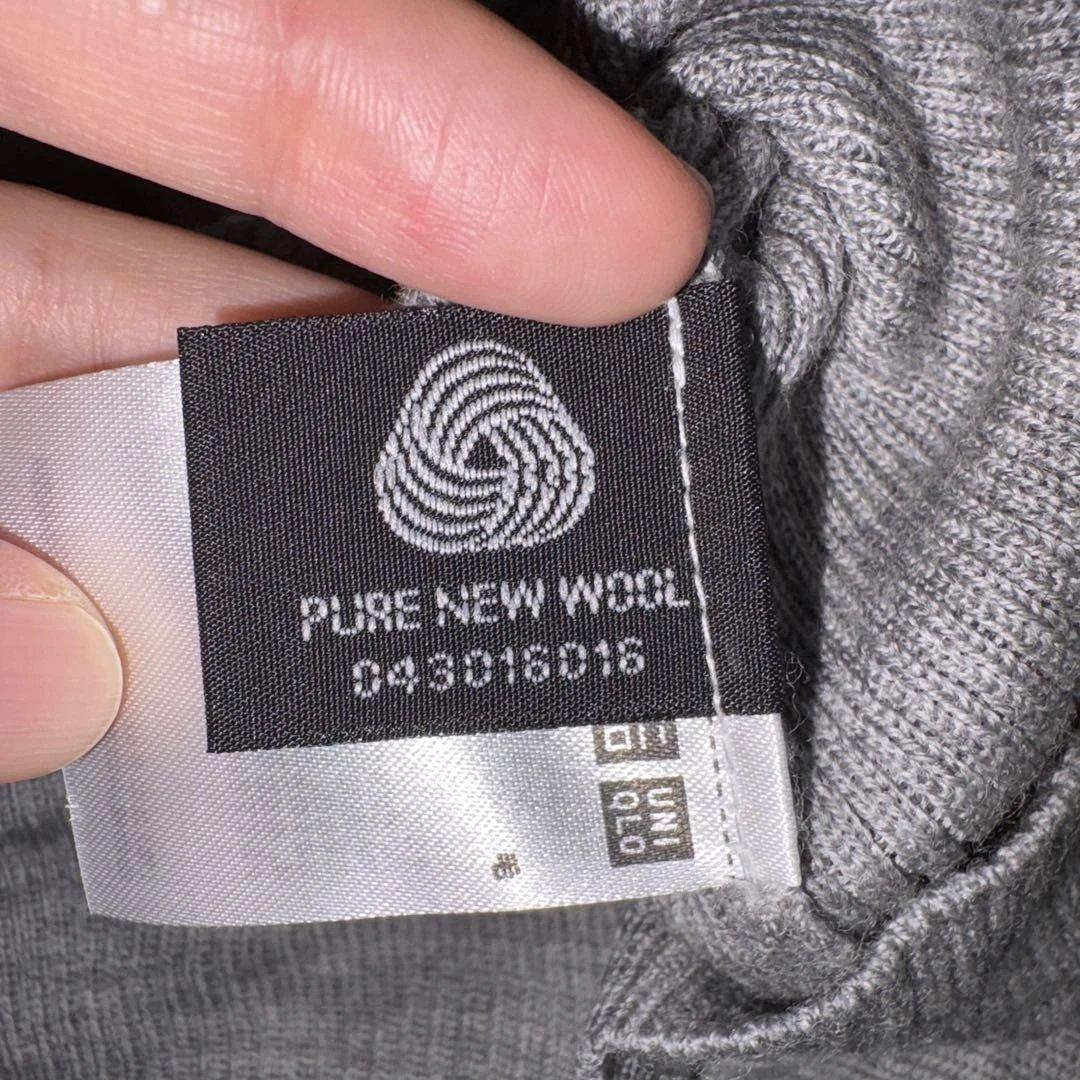 PURE NEW WOOL
043016016
UNI
QLO